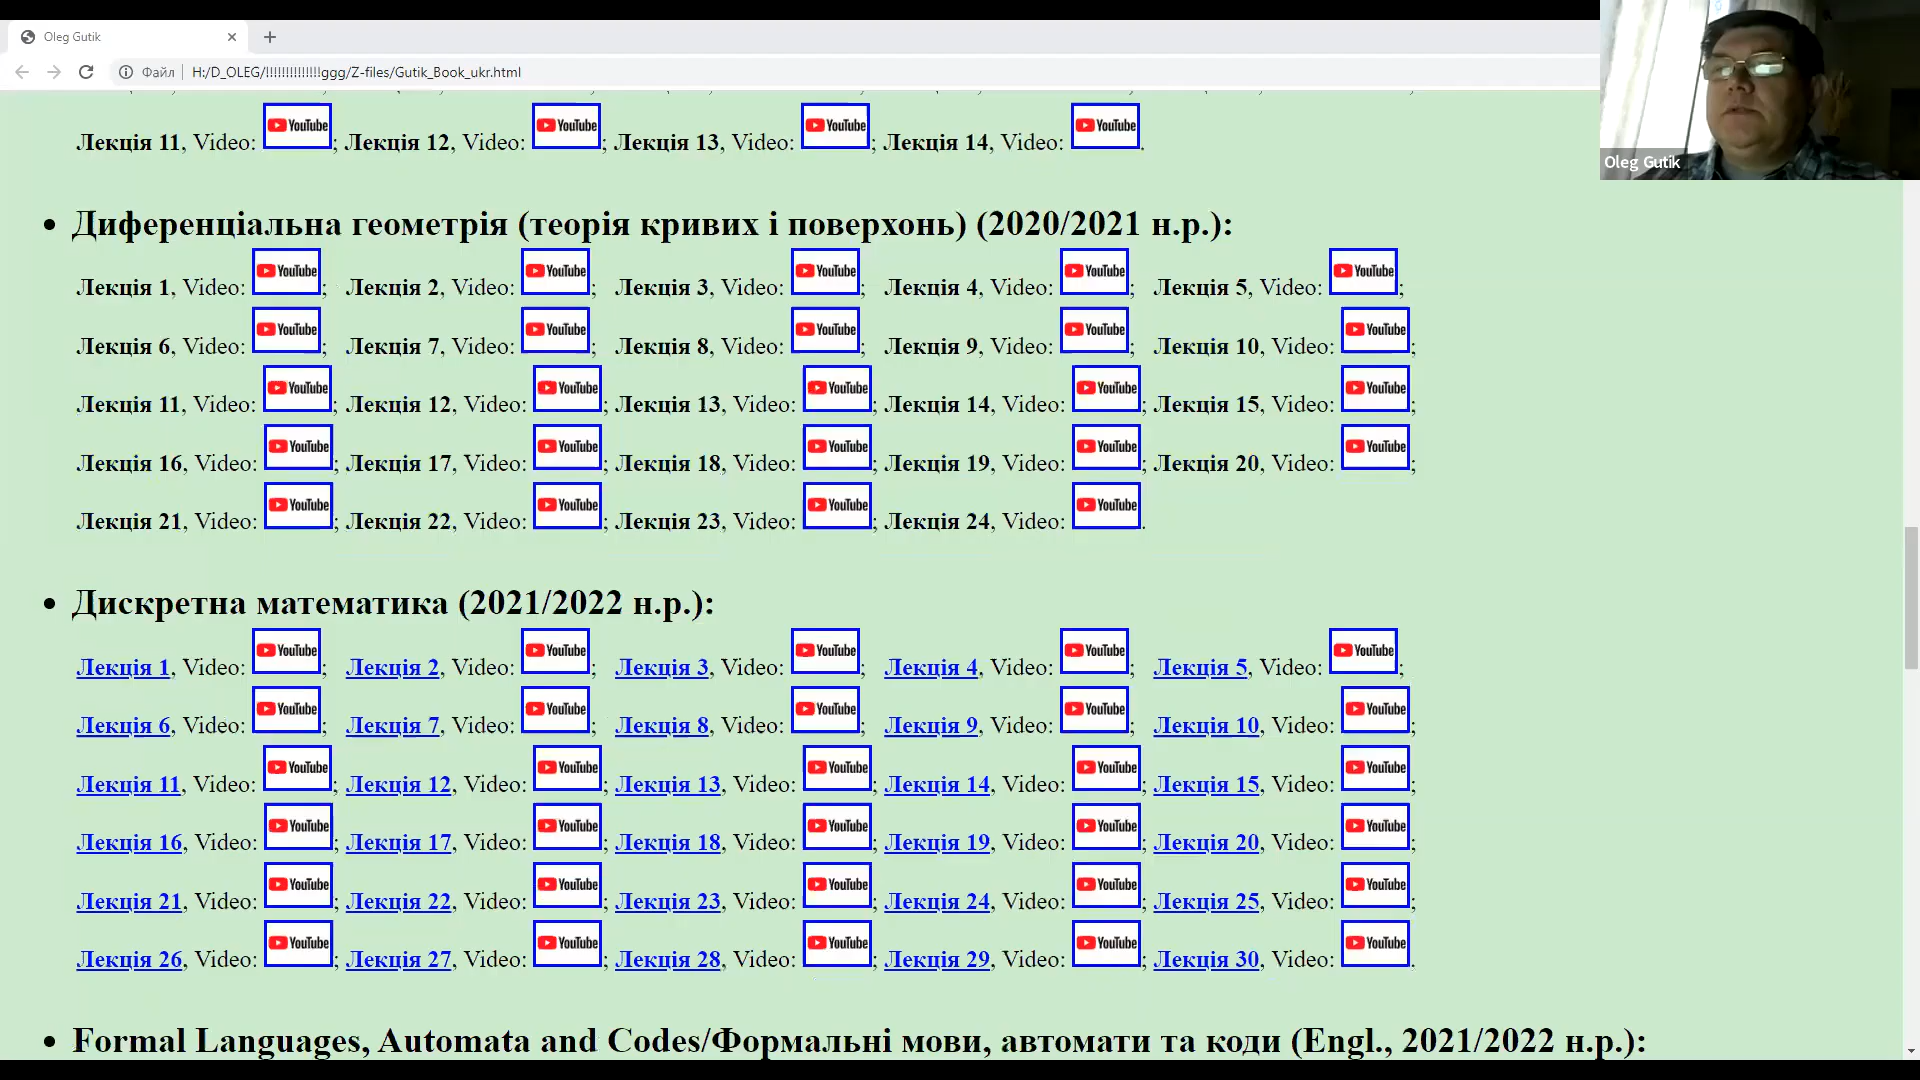 Oleg Gutik
Файл H:/D_OLEG/!!!!!!!!!!!!!!ggg/Z-files/Gutik_Book_ukr.html
Oleg Gutik
Лекція 11, Video: YouTube; Лекція 12, Video: YouTube; Лекція 13, Video: YouTube; Лекція 14, Video: YouTube.
• Диференціальна геометрія (теорія кривих і поверхонь) (2020/2021 н.р.):
Лекція 1, Video: YouTube; Лекція 2, Video: YouTube; Лекція 3, Video: YouTube; Лекція 4, Video: YouTube; Лекція 5, Video: YouTube;
Лекція 6, Video: YouTube; Лекція 7, Video: YouTube; Лекція 8, Video: YouTube; Лекція 9, Video: YouTube; Лекція 10, Video: YouTube;
Лекція 11, Video: YouTube; Лекція 12, Video: YouTube; Лекція 13, Video: YouTube; Лекція 14, Video: YouTube; Лекція 15, Video: YouTube;
Лекція 16, Video: YouTube; Лекція 17, Video: YouTube; Лекція 18, Video: YouTube; Лекція 19, Video: YouTube; Лекція 20, Video: YouTube;
Лекція 21, Video: YouTube; Лекція 22, Video: YouTube; Лекція 23, Video: YouTube; Лекція 24, Video: YouTube.
• Дискретна математика (2021/2022 н.р.):
Лекція 1, Video: YouTube; Лекція 2, Video: YouTube; Лекція 3, Video: YouTube; Лекція 4, Video: YouTube; Лекція 5, Video: YouTube;
Лекція 6, Video: YouTube; Лекція 7, Video: YouTube; Лекція 8, Video: YouTube; Лекція 9, Video: YouTube; Лекція 10, Video: YouTube;
Лекція 11, Video: YouTube; Лекція 12, Video: YouTube; Лекція 13, Video: YouTube; Лекція 14, Video: YouTube; Лекція 15, Video: YouTube;
Лекція 16, Video: YouTube; Лекція 17, Video: YouTube; Лекція 18, Video: YouTube; Лекція 19, Video: YouTube; Лекція 20, Video: YouTube;
Лекція 21, Video: YouTube; Лекція 22, Video: YouTube; Лекція 23, Video: YouTube; Лекція 24, Video: YouTube; Лекція 25, Video: YouTube;
Лекція 26, Video: YouTube; Лекція 27, Video: YouTube; Лекція 28, Video: YouTube; Лекція 29, Video: YouTube; Лекція 30, Video: YouTube.
• Formal Languages, Automata and Codes/Формальні мови, автомати та коди (Engl., 2021/2022 н.р.):